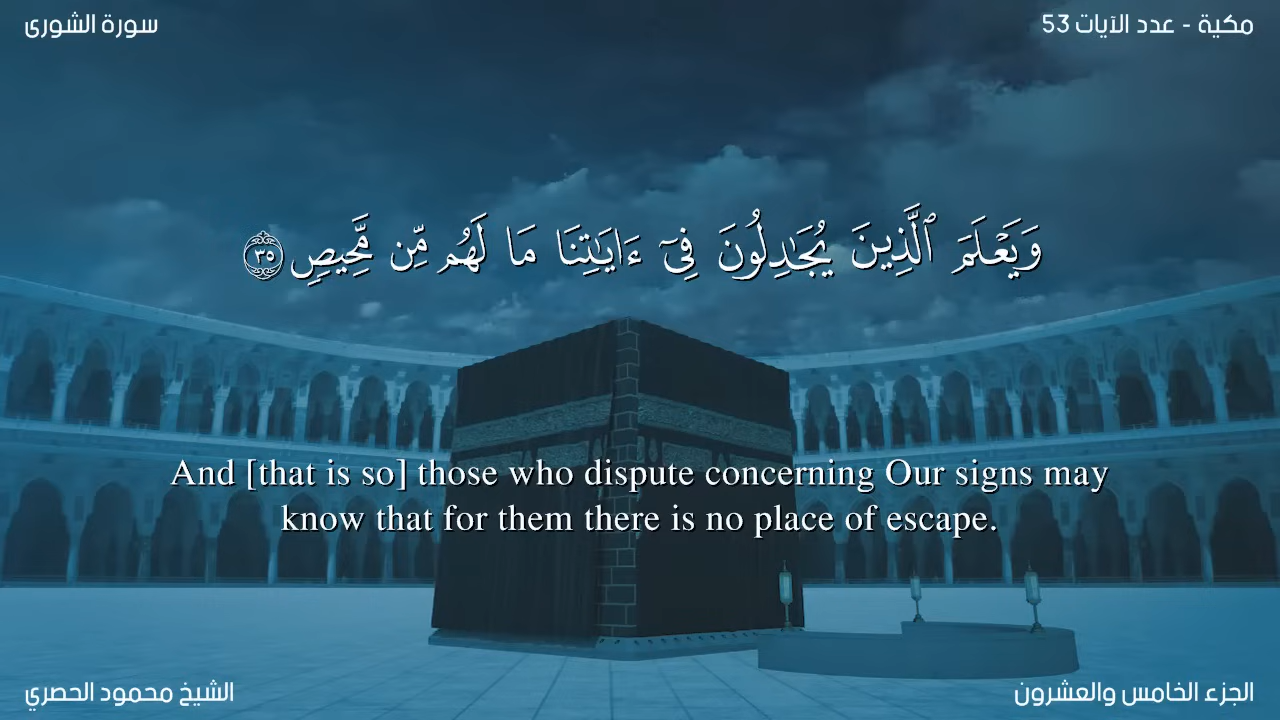 مكية - عدد الآيات 53
سورة الشورى
وَيَعْلَمَ ٱلَّذِينَ يُجَـٰدِلُونَ فِىٓ ءَايَـٰتِنَا مَا لَهُم مِّن مَّحِيصٍ ٣٥
And [that is so] those who dispute concerning Our signs may
know that for them there is no place of escape.
الجزء الخامس والعشرون
الشيخ محمود الحصري